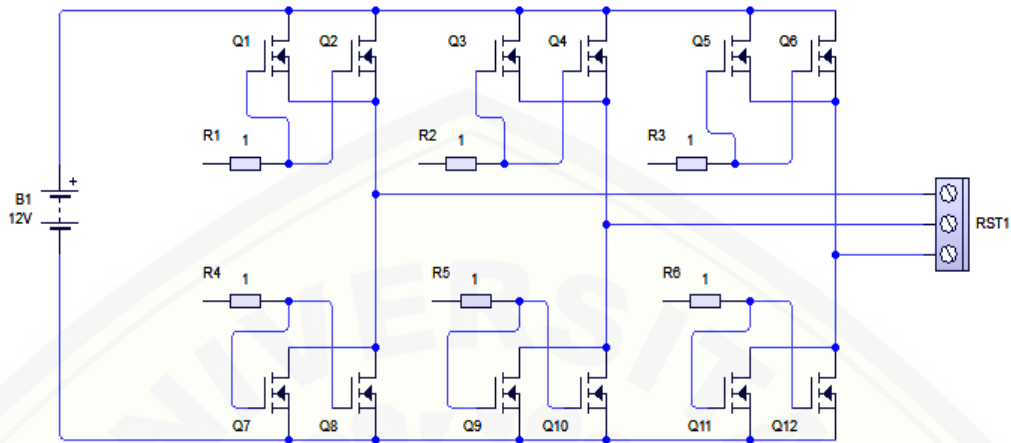 Q1 Q2 Q3 Q4 Q5 Q6
R1 1 R2 1 R3 1
B1 +
12V
RST1
R4 1 R5 1 R6 1
Q7 Q8 Q9 Q10 Q11 Q12
NIVERSIT